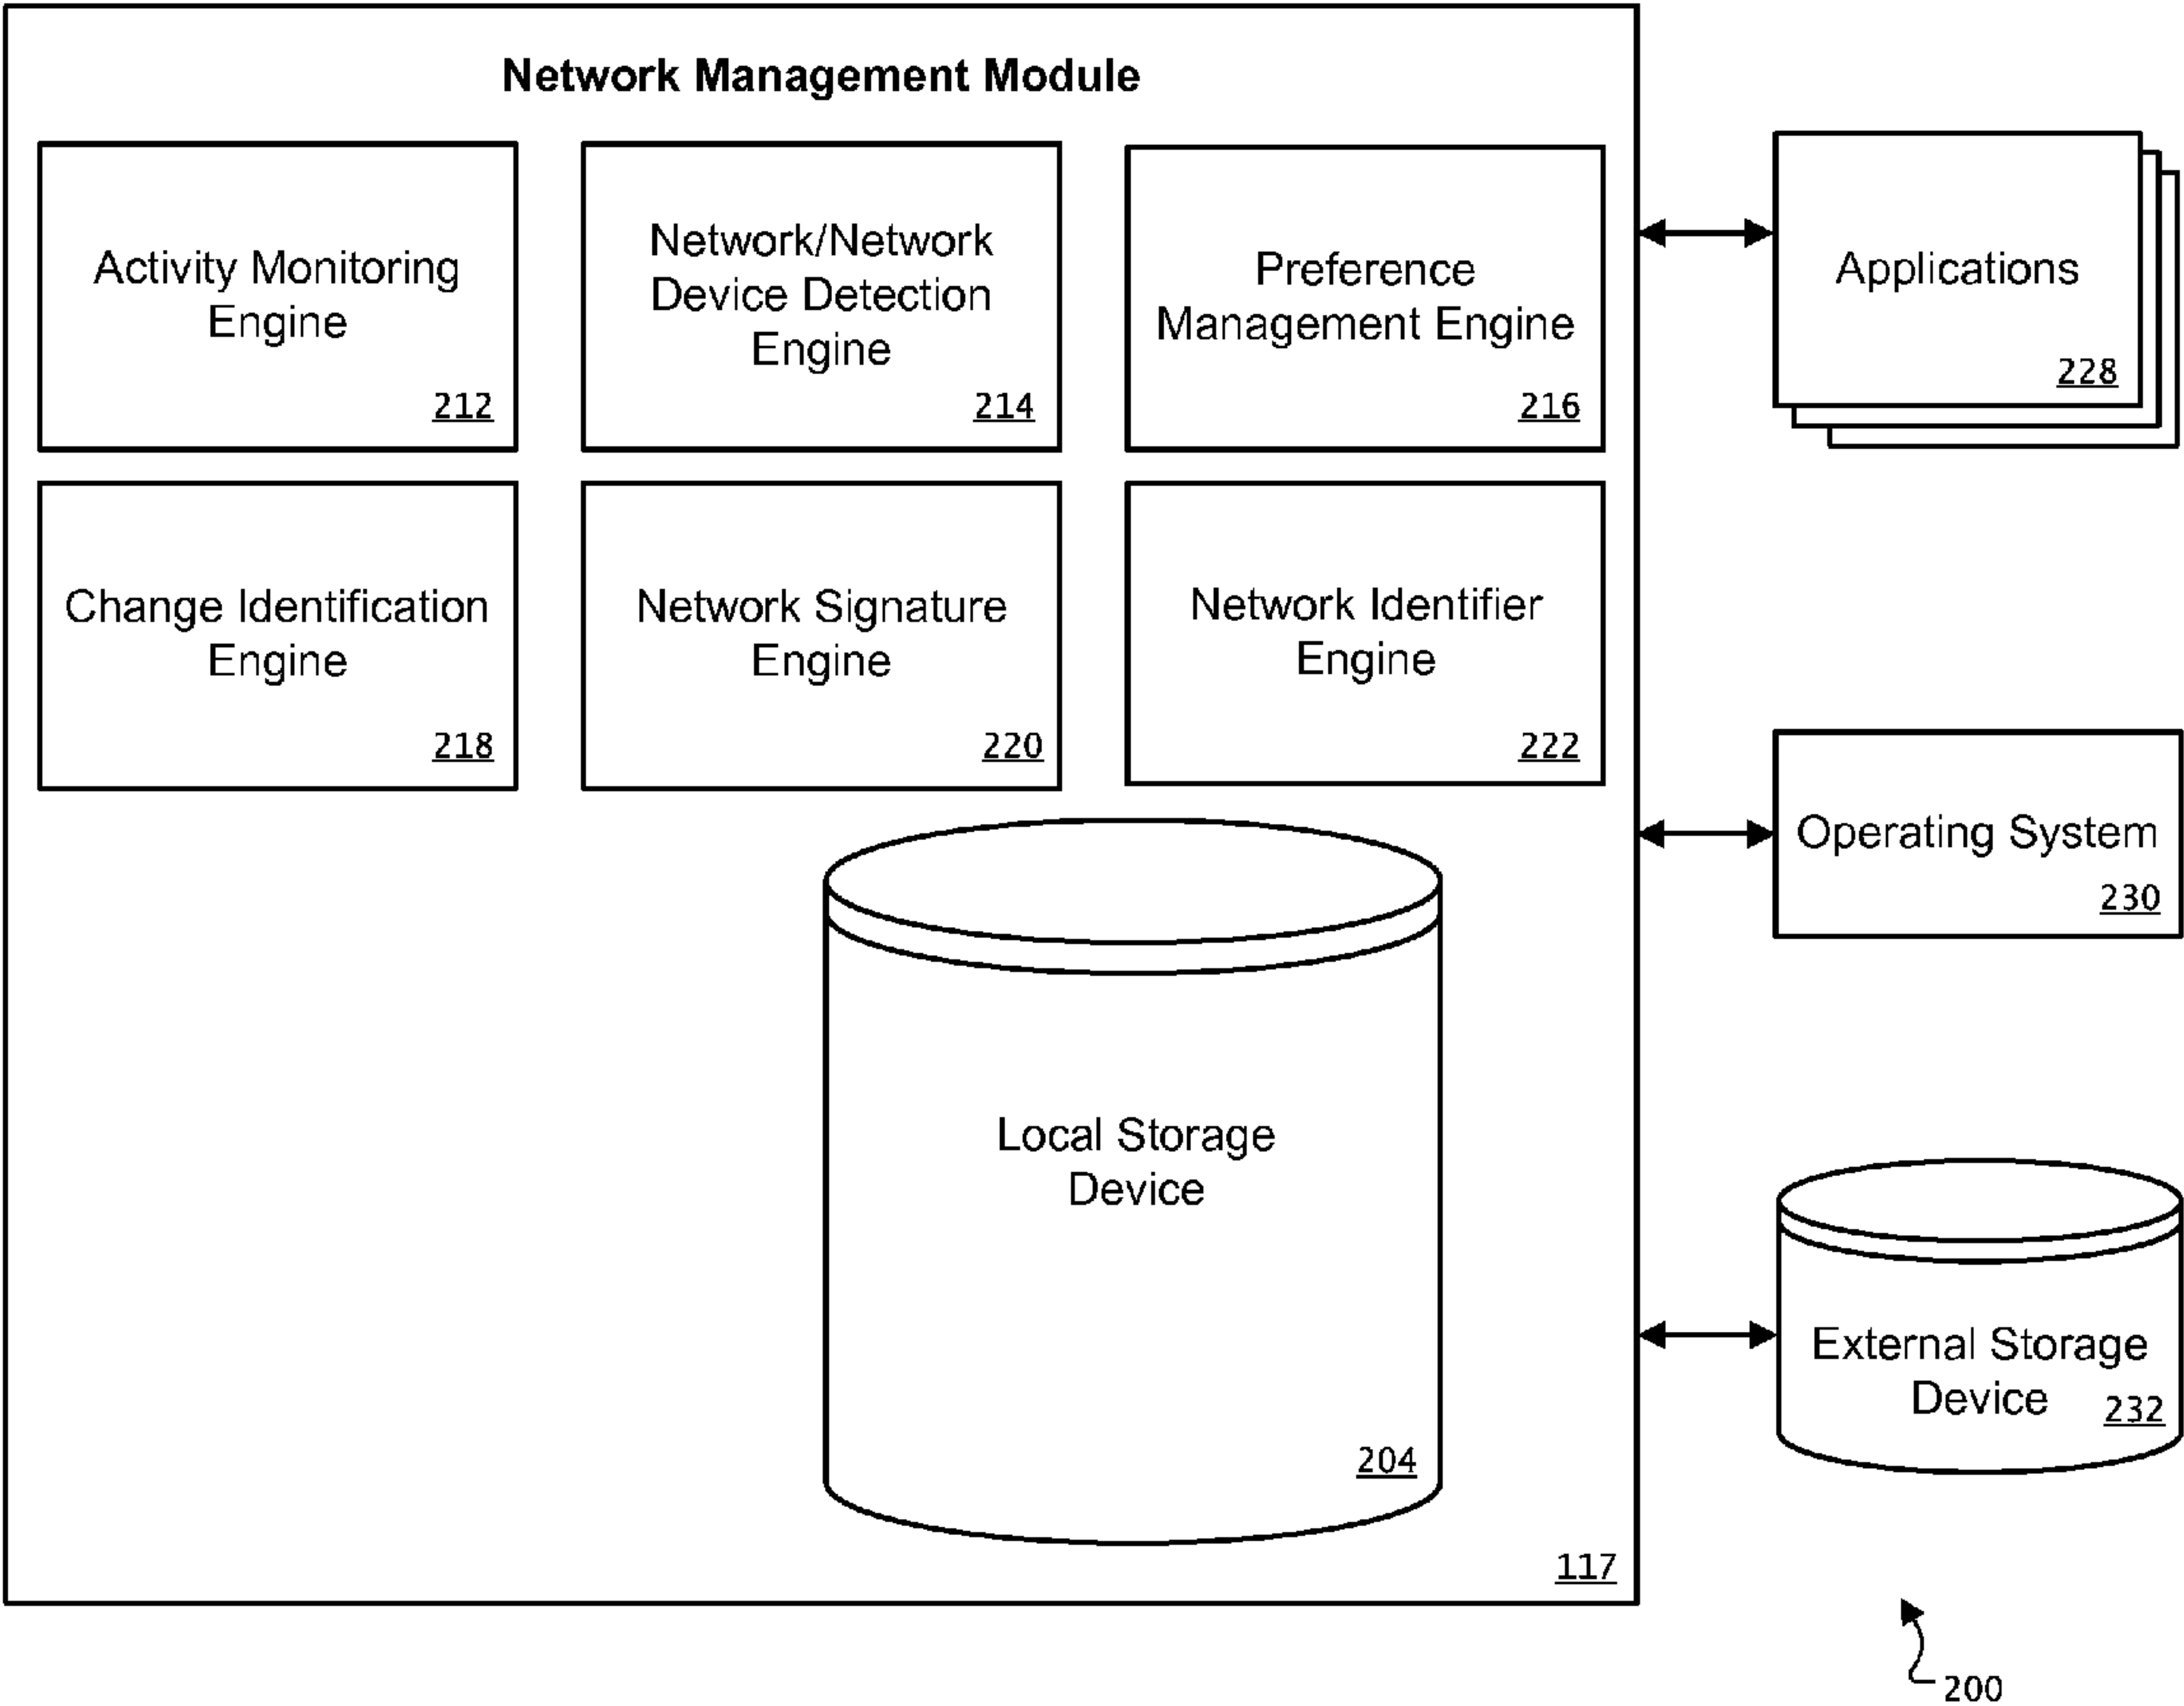 Network Management Module
Activity Monitoring
Engine
212
Network/Network
Device Detection
Engine
214
Preference
Management Engine
216
Applications
228
Change Identification
Engine
218
Network Signature
Engine
220
Network Identifier
Engine
222
Operating System
230
Local Storage
Device
204
External Storage
Device
232
117
200